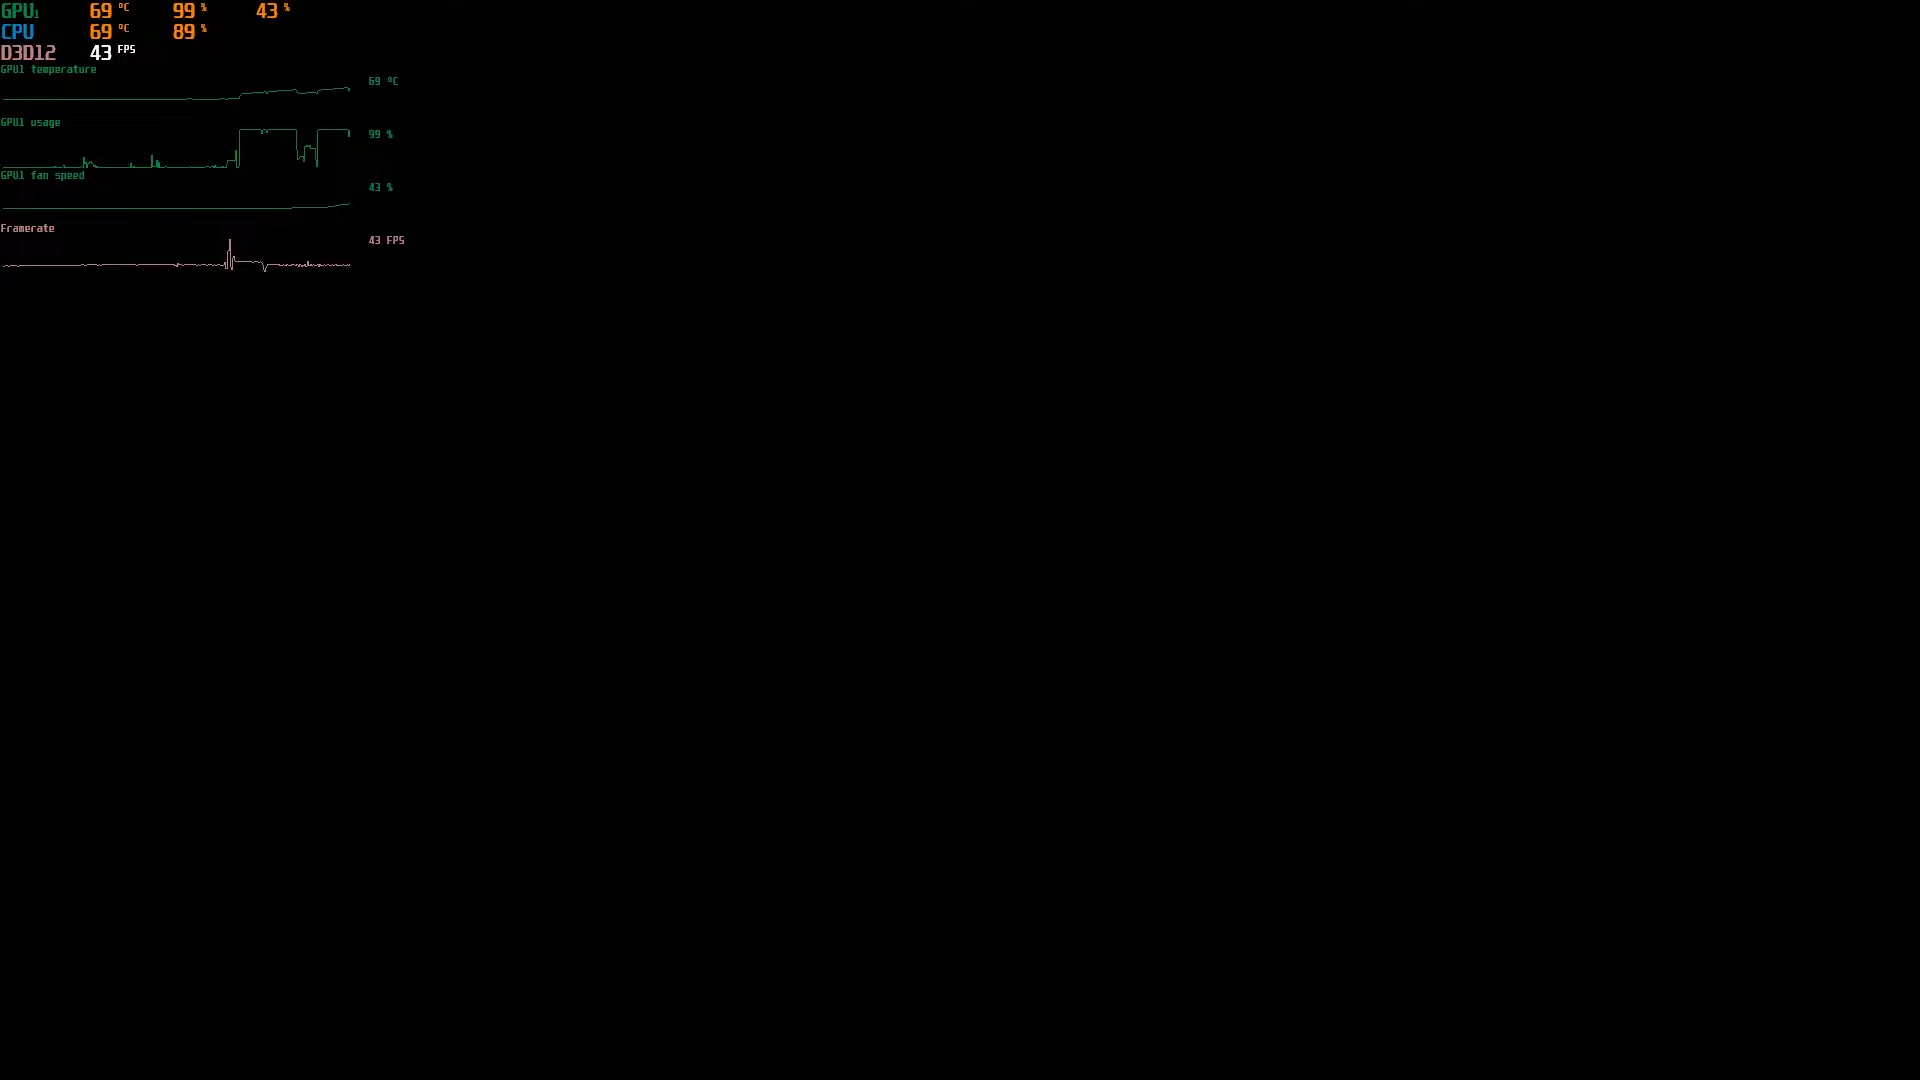 GPU1 69 °C 99 % 43 %
CPU 69 °C 89 %
D3D12 43 FPS
GPU1 temperature
69 °C
GPU1 usage
99 %
GPU1 fan speed
43 %
Framerate
43 FPS